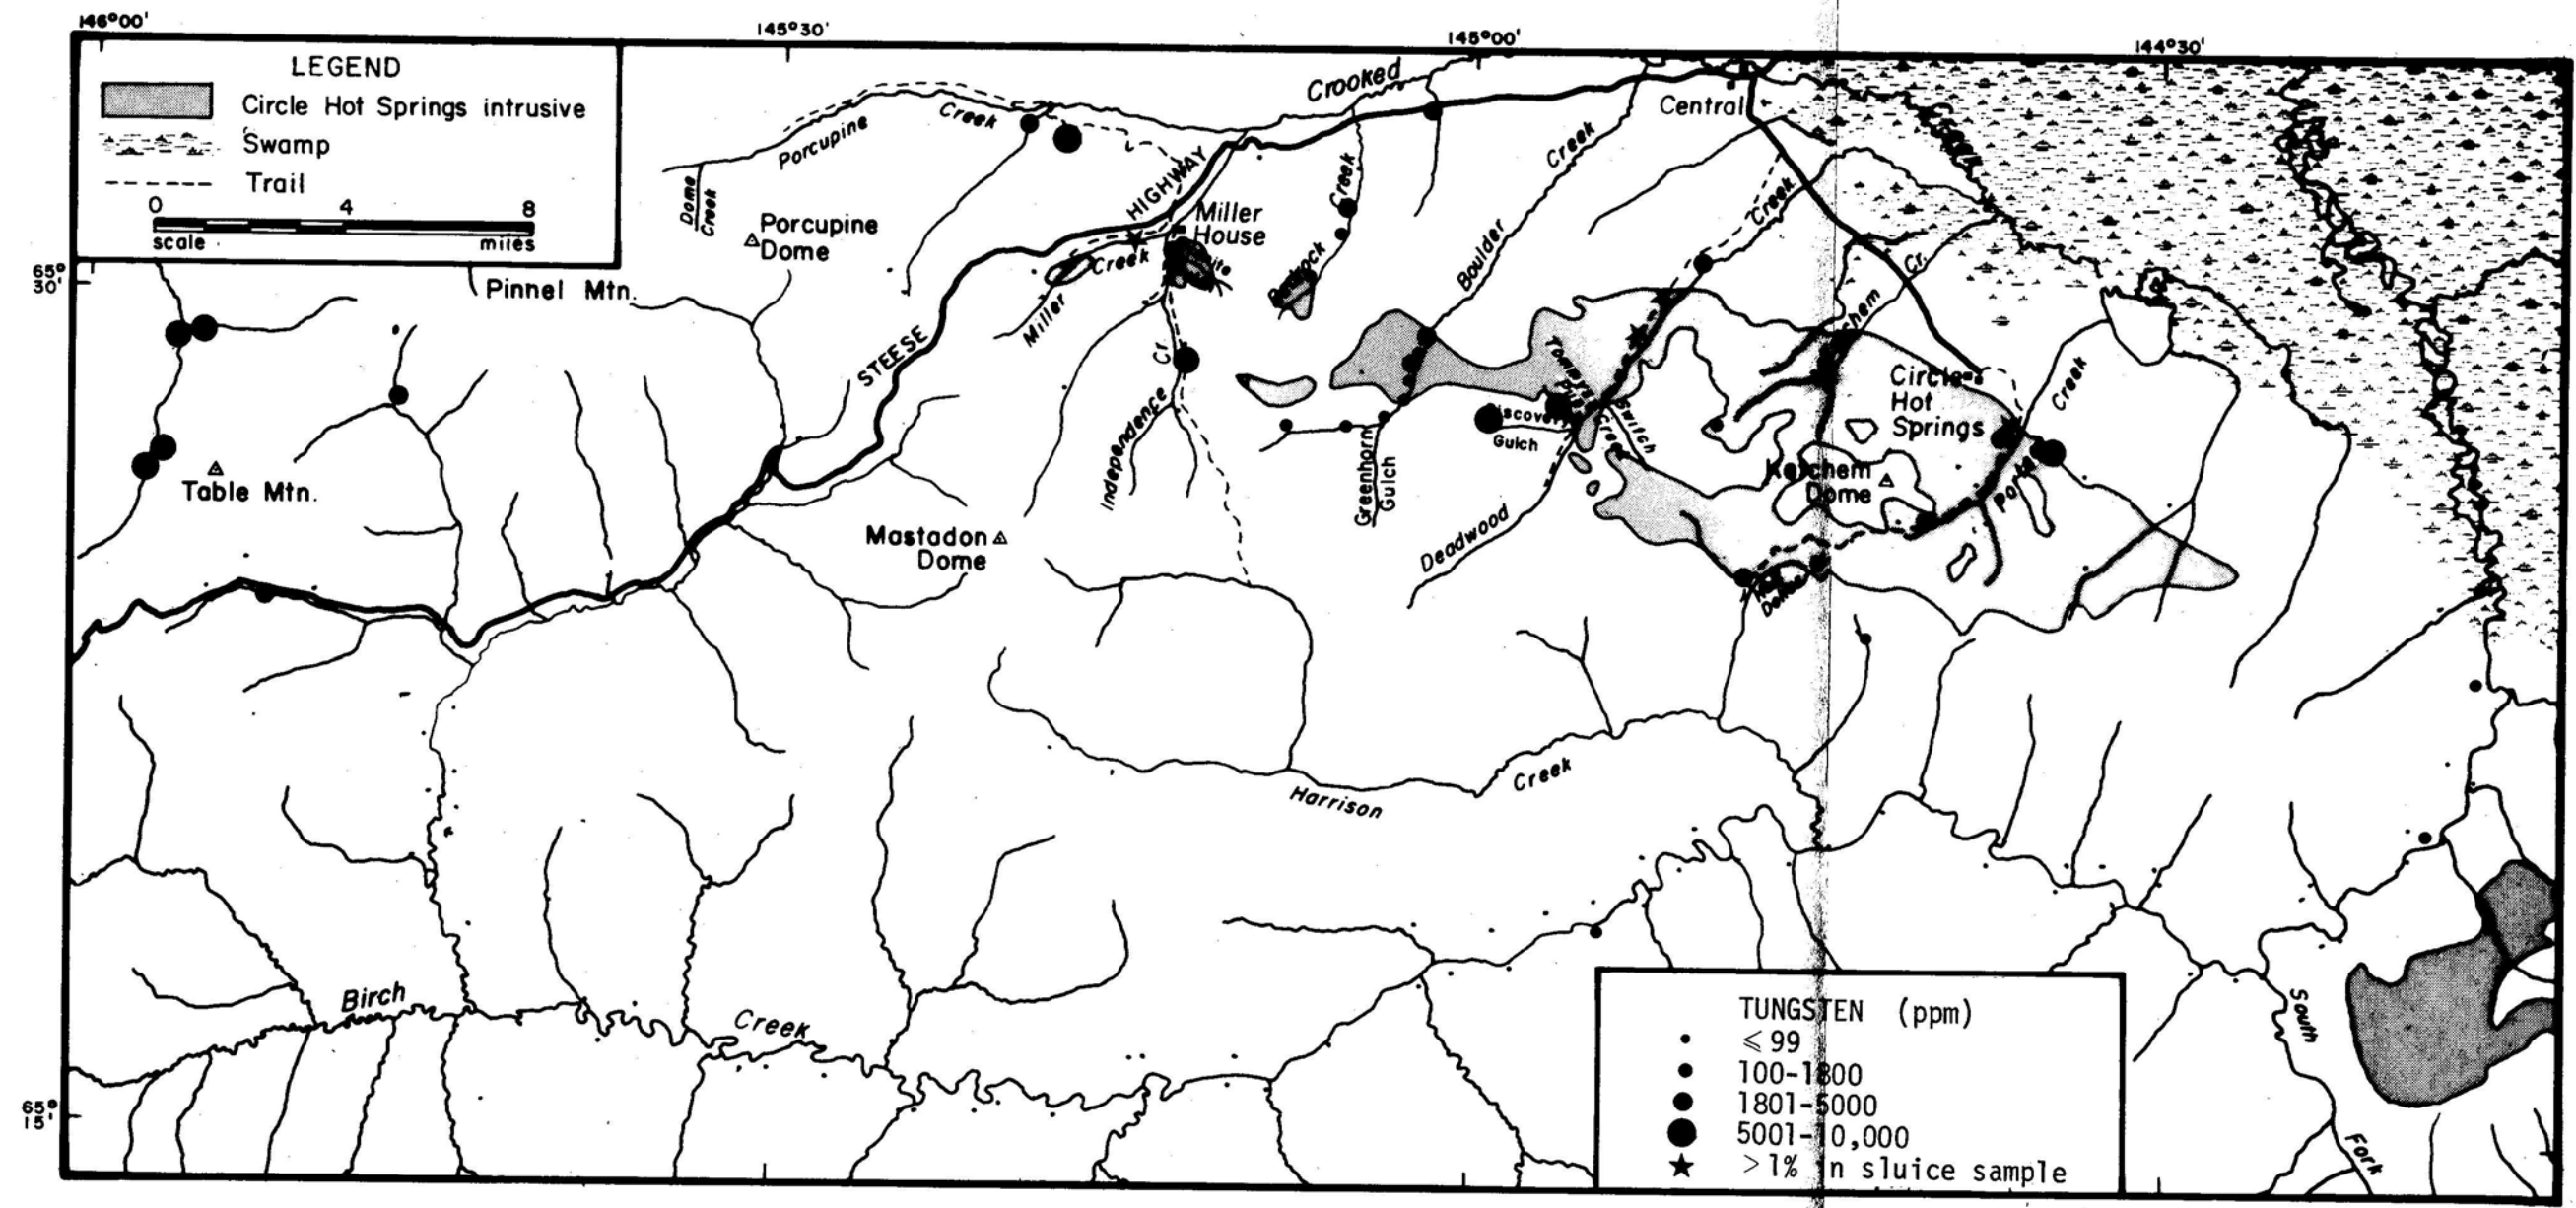 146°00'
145°30'
145°00'
144°30'
LEGEND
Circle Hot Springs intrusive
Swamp
Trail
0 4 8
scale miles
65°
30'
Pinnel Mtn.
Porcupine
Creek
Dome
Creek
Porcupine
Dome
STEESE
HIGHWAY
Miller
House
Miller
Creek
Crooked
Creek
Boulder
Creek
Central
Creek
Cr.
Independence
Cr.
Greenhorn
Gulch
Gulch
Switch
Creek
Deadwood
Circle
Hot
Springs
Ketchem
Dome
Creek
Table Mtn.
Mastadon
Dome
Harrison
Creek
Birch
Creek
South
Fork
65°
15'
TUNGSTEN (ppm)
≤ 99
100-1800
1801-5000
5001-10,000
>1% in sluice sample